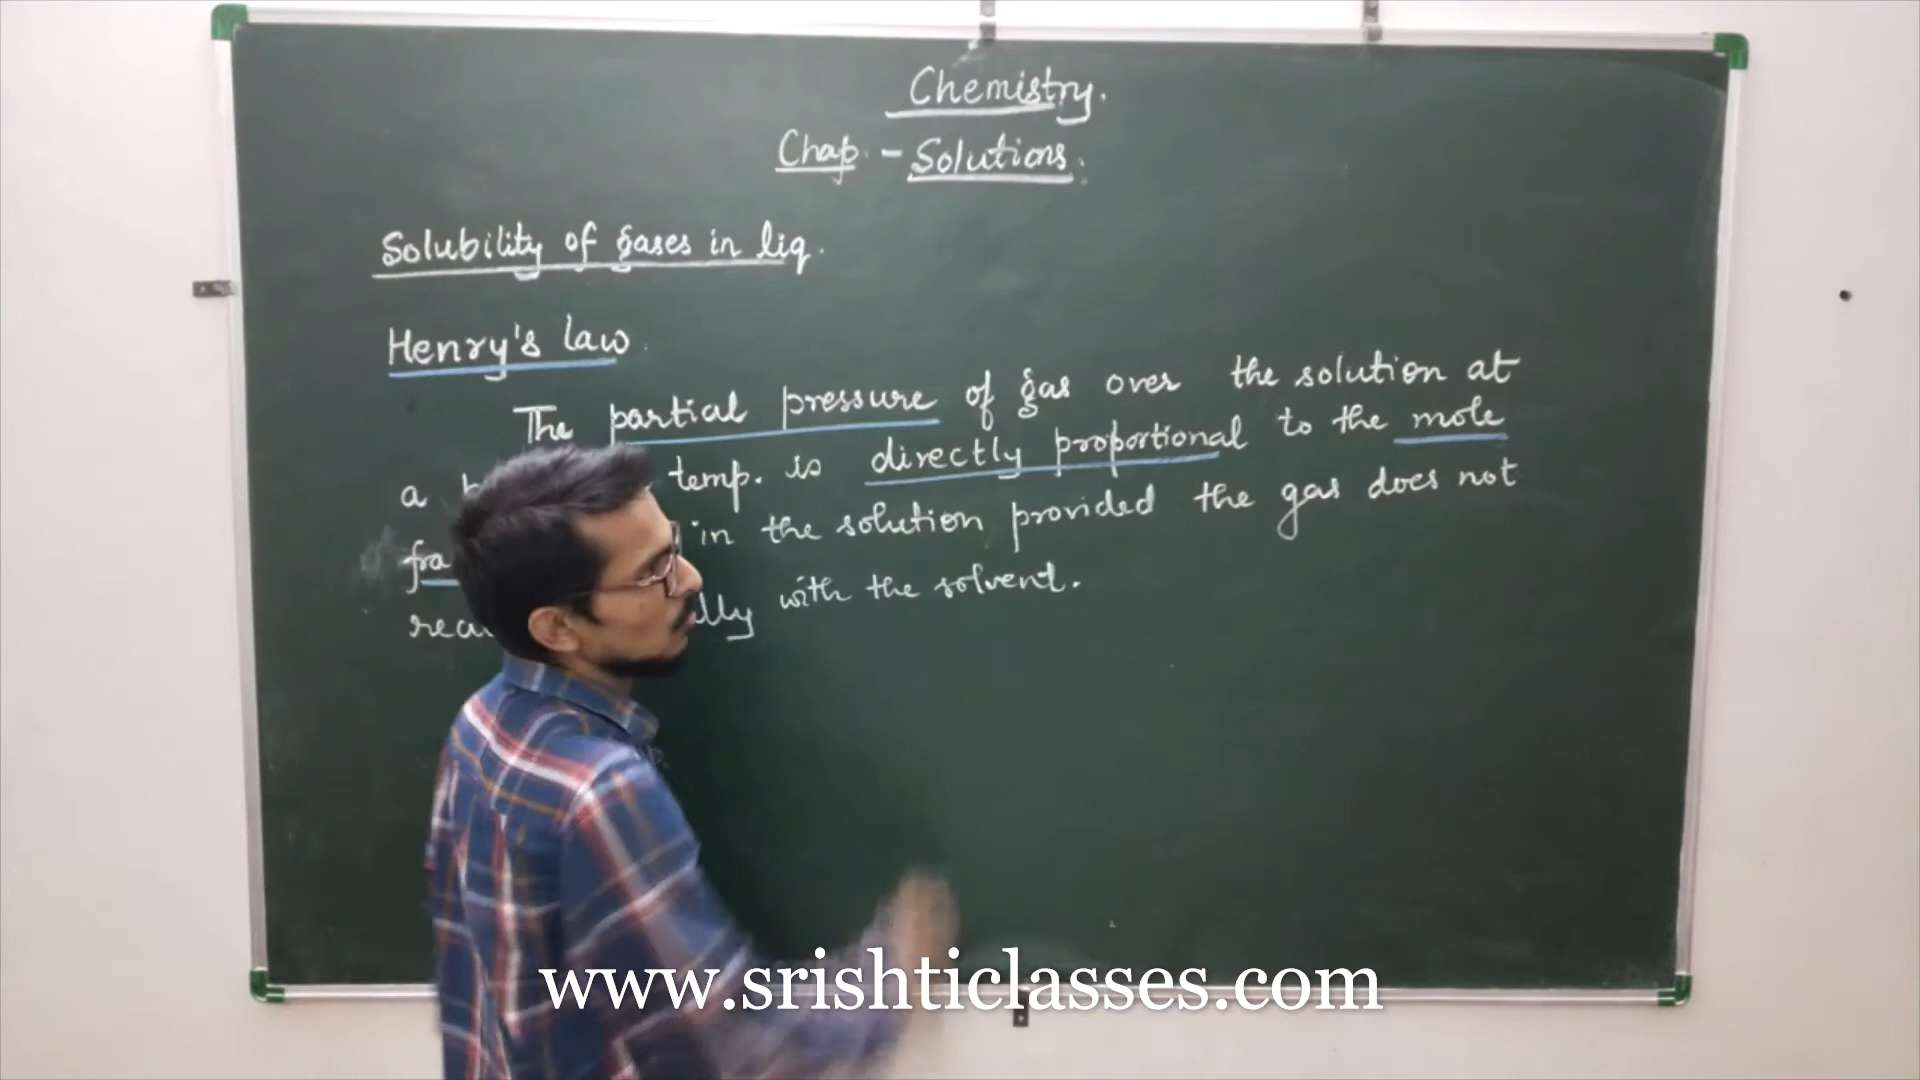 Chemistry.
Chap. - Solutions.
Solubility of gases in liq.
Henry's law.
The partial pressure of gas over the solution at
a temp. is directly proportional to the mole
in the solution provided the gas does not
with the solvent.
www.srishticlasses.com